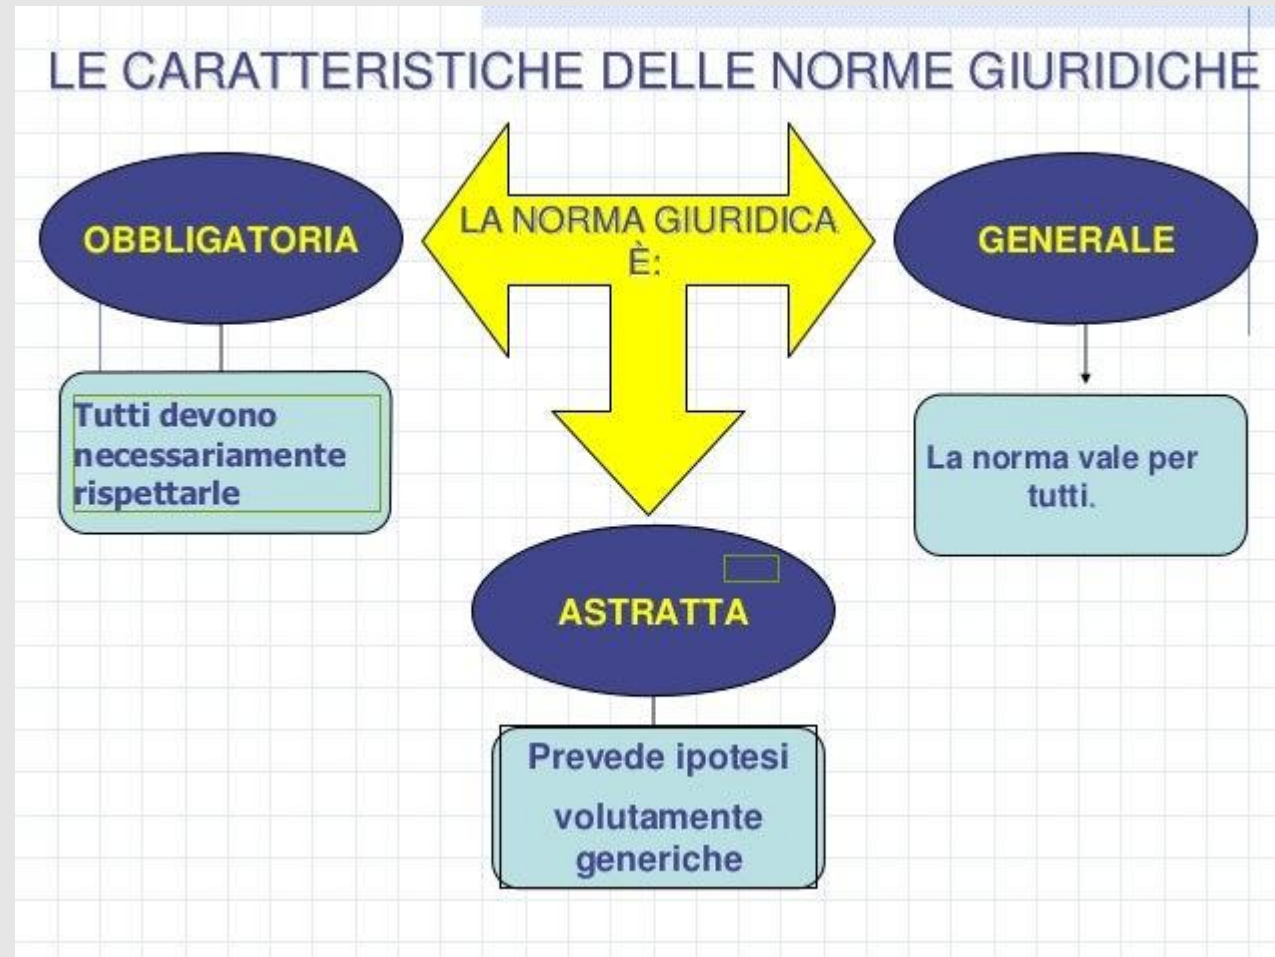 LE CARATTERISTICHE DELLE NORME GIURIDICHE
LA NORMA GIURIDICA
È:
OBBLIGATORIA
Tutti devono
necessariamente
rispettarle
GENERALE
La norma vale per
tutti.
ASTRATTA
Prevede ipotesi
volutamente
generiche